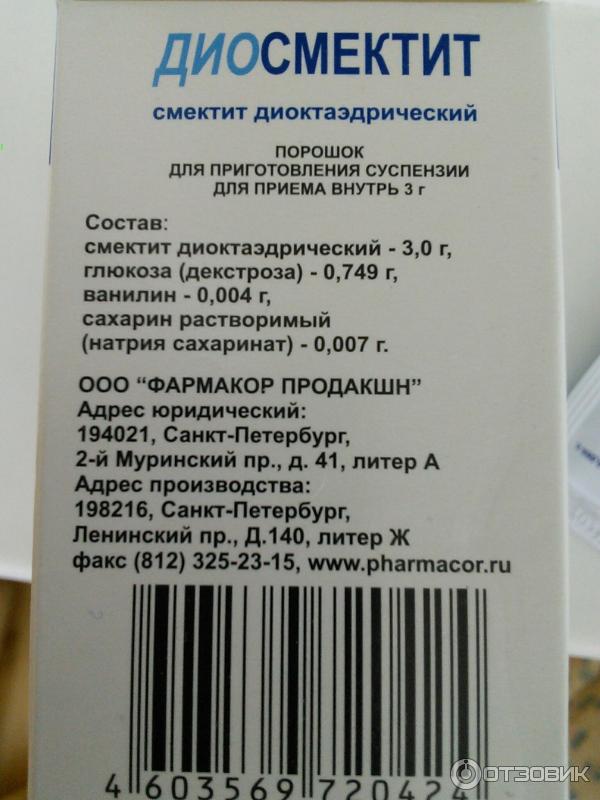 ДИОСМЕКТИТ
смектит диоктаэдрический
ПОРОШОК
ДЛЯ ПРИГОТОВЛЕНИЯ СУСПЕНЗИИ
ДЛЯ ПРИЕМА ВНУТРЬ 3 г
Состав:
смектит диоктаэдрический - 3,0 г,
глюкоза (декстроза) - 0,749 г,
ванилин - 0,004 г,
сахарин растворимый
(натрия сахаринат) - 0,007 г.
ООО “ФАРМАКОР ПРОДАКШН”
Адрес юридический:
194021, Санкт-Петербург,
2-й Муринский пр., д. 41, литер А
Адрес производства:
198216, Санкт-Петербург,
Ленинский пр., Д.140, литер Ж
факс (812) 325-23-15, www.pharmacor.ru
4 603569 720424
ОТЗОВИК